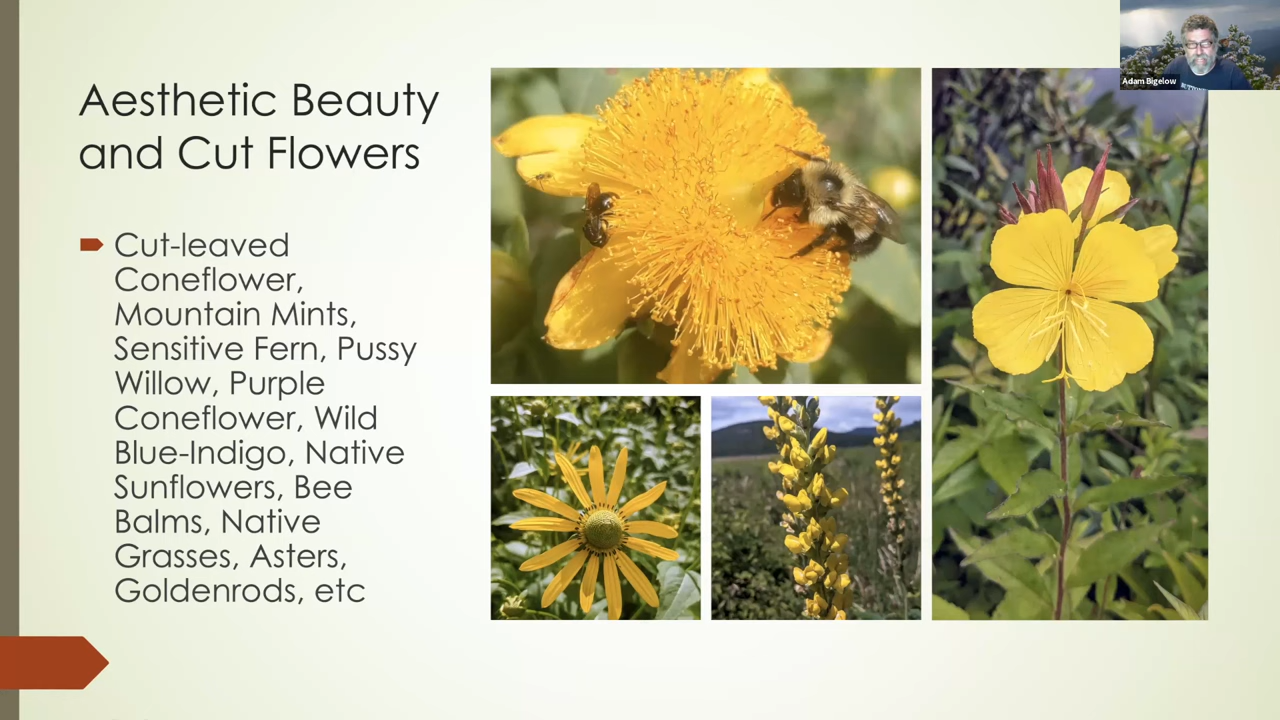 Aesthetic Beauty
and Cut Flowers
Cut-leaved
Coneflower,
Mountain Mints,
Sensitive Fern, Pussy
Willow, Purple
Coneflower, Wild
Blue-Indigo, Native
Sunflowers, Bee
Balms, Native
Grasses, Asters,
Goldenrods, etc
Adam Bigelow